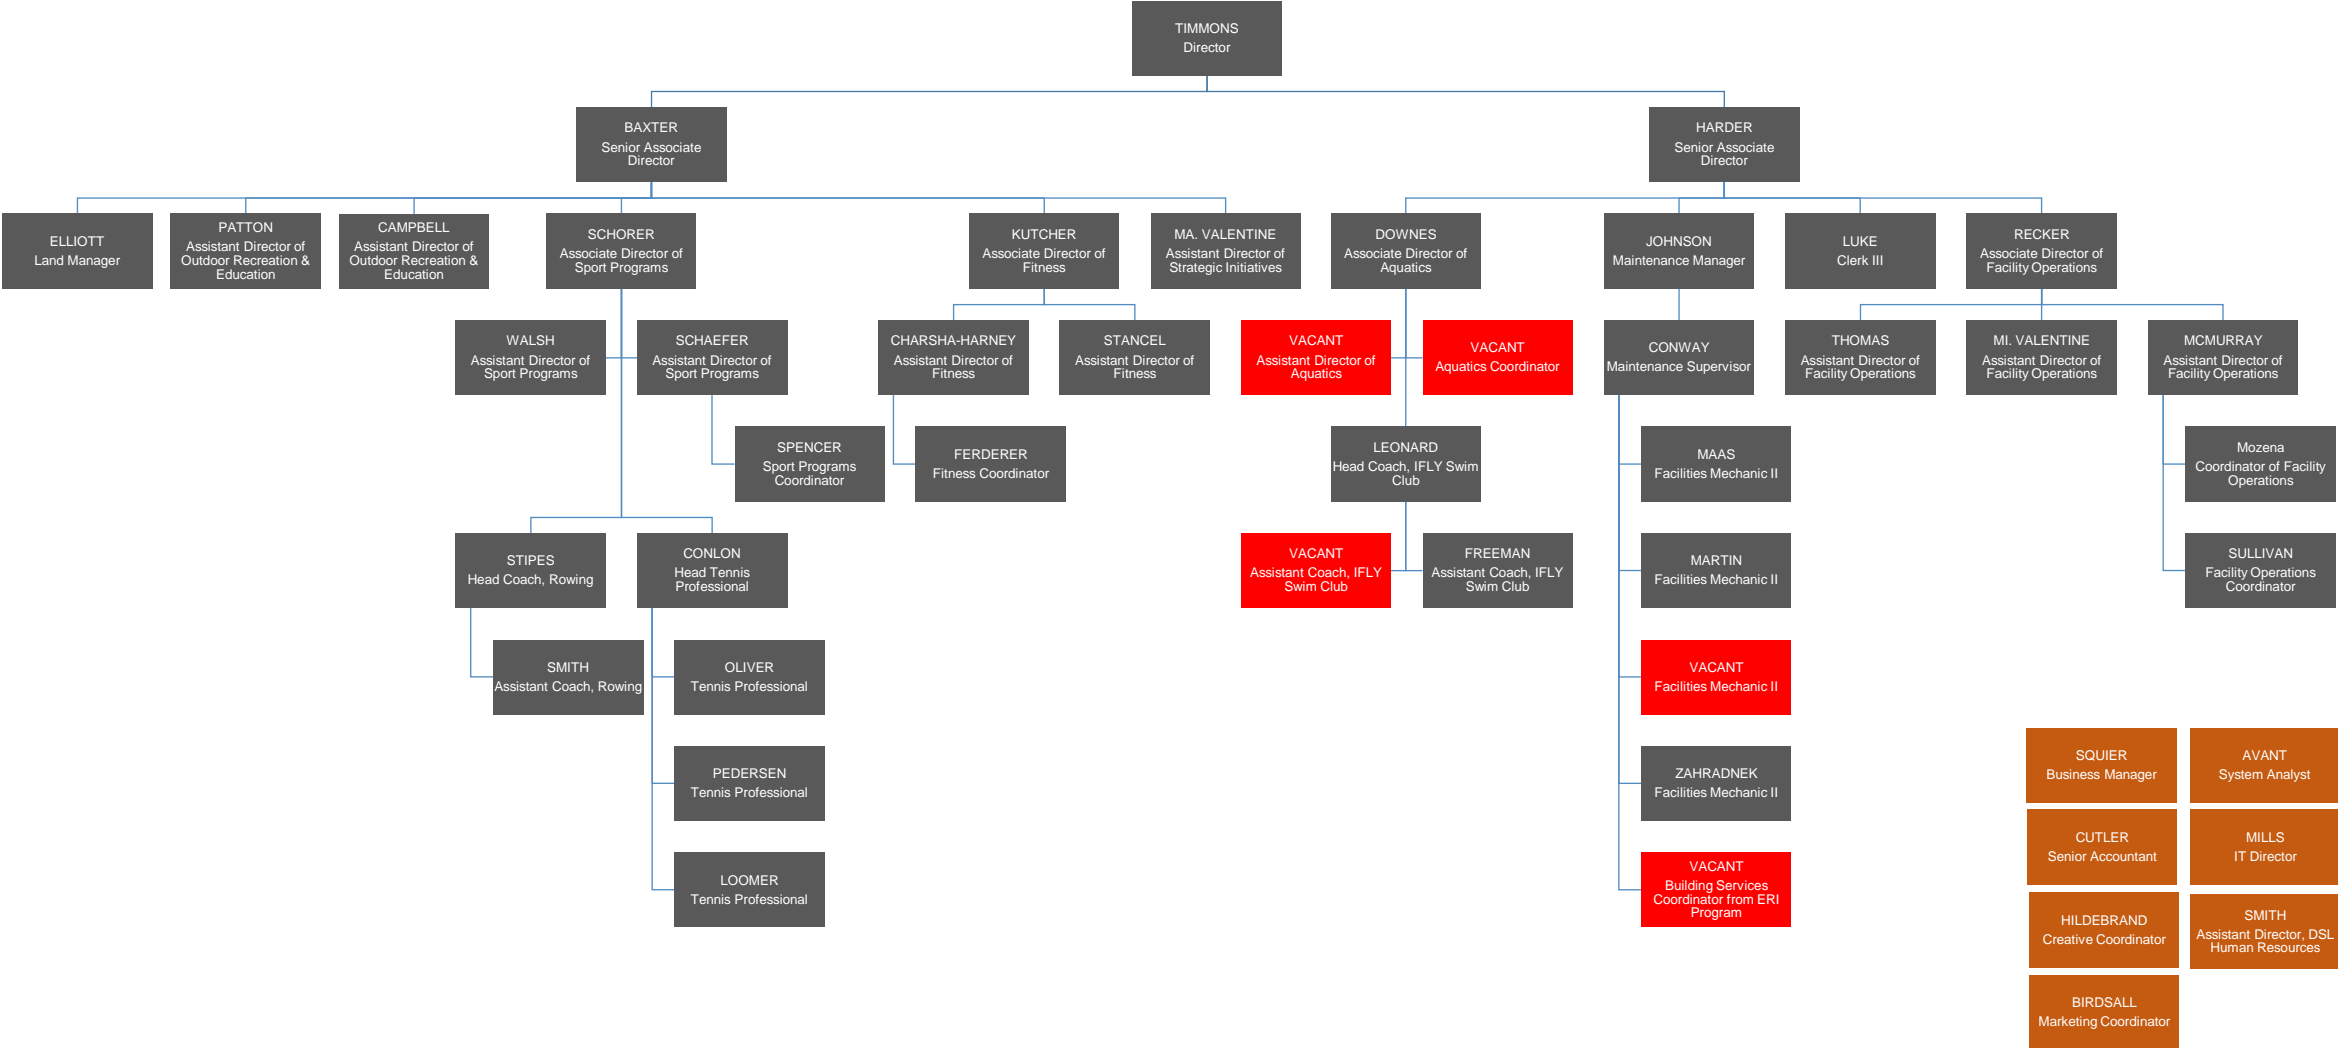 TIMMONS
Director
BAXTER
Senior Associate
Director
HARDER
Senior Associate
Director
ELLIOTT
Land Manager
PATTON
Assistant Director of
Outdoor Recreation &
Education
CAMPBELL
Assistant Director of
Outdoor Recreation &
Education
SCHORER
Associate Director of
Sport Programs
KUTCHER
Associate Director of
Fitness
MA. VALENTINE
Assistant Director of
Strategic Initiatives
DOWNES
Associate Director of
Aquatics
JOHNSON
Maintenance Manager
LUKE
Clerk III
RECKER
Associate Director of
Facility Operations
WALSH
Assistant Director of
Sport Programs
SCHAEFER
Assistant Director of
Sport Programs
CHARSHA-HARNEY
Assistant Director of
Fitness
STANCEL
Assistant Director of
Fitness
VACANT
Assistant Director of
Aquatics
VACANT
Aquatics Coordinator
CONWAY
Maintenance Supervisor
THOMAS
Assistant Director of
Facility Operations
MI. VALENTINE
Assistant Director of
Facility Operations
MCMURRAY
Assistant Director of
Facility Operations
SPENCER
Sport Programs
Coordinator
FERDERER
Fitness Coordinator
LEONARD
Head Coach, IFLY Swim
Club
MAAS
Facilities Mechanic II
Mozena
Coordinator of Facility
Operations
STIPES
Head Coach, Rowing
CONLON
Head Tennis
Professional
VACANT
Assistant Coach, IFLY
Swim Club
FREEMAN
Assistant Coach, IFLY
Swim Club
MARTIN
Facilities Mechanic II
SULLIVAN
Facility Operations
Coordinator
SMITH
Assistant Coach, Rowing
OLIVER
Tennis Professional
VACANT
Facilities Mechanic II
PEDERSEN
Tennis Professional
ZAHRADNEK
Facilities Mechanic II
LOOMER
Tennis Professional
VACANT
Building Services
Coordinator from ERI
Program
SQUIER
Business Manager
AVANT
System Analyst
CUTLER
Senior Accountant
MILLS
IT Director
HILDEBRAND
Creative Coordinator
SMITH
Assistant Director, DSL
Human Resources
BIRDSALL
Marketing Coordinator